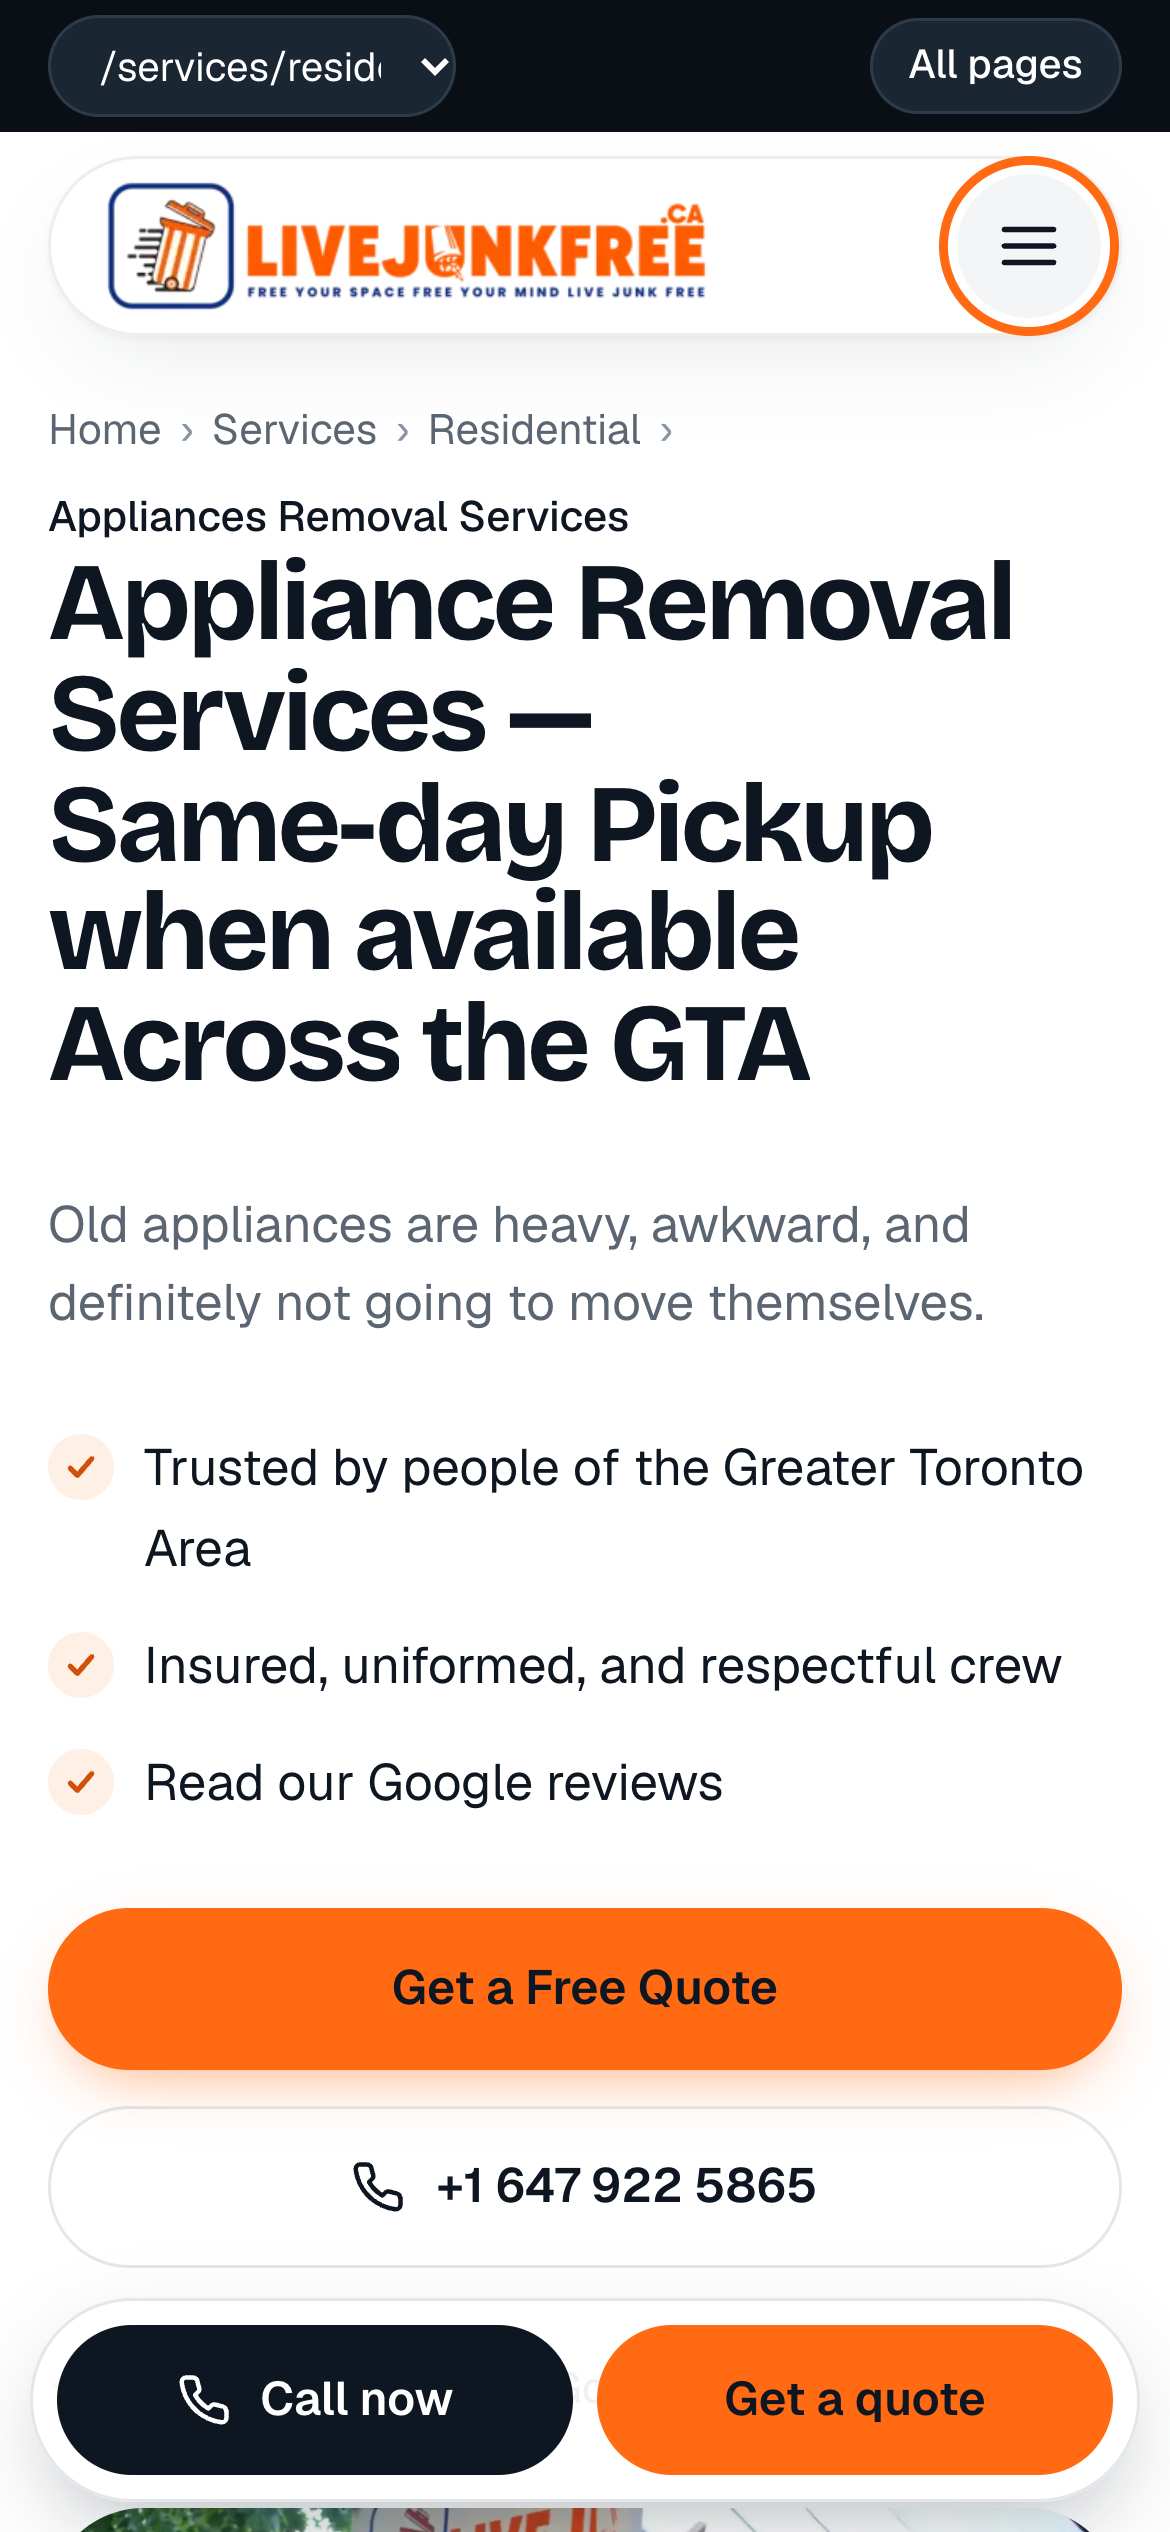 /services/resid
All pages
LIVEJUNKFREE
.CA
FREE YOUR SPACE FREE YOUR MIND LIVE JUNK FREE
Home › Services › Residential ›
Appliances Removal Services
Appliance Removal
Services —
Same-day Pickup
when available
Across the GTA
Old appliances are heavy, awkward, and
definitely not going to move themselves.
Trusted by people of the Greater Toronto
Area
Insured, uniformed, and respectful crew
Read our Google reviews
Get a Free Quote
+1 647 922 5865
Call now
Get a quote
LIVE